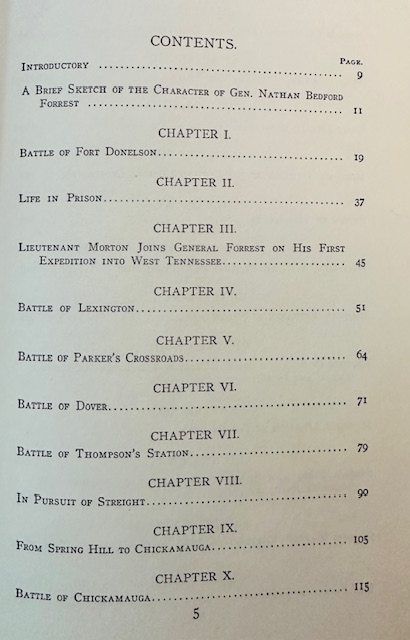 CONTENTS.
PAGE.
INTRODUCTORY ........................................ 9
A BRIEF SKETCH OF THE CHARACTER OF GEN. NATHAN BEDFORD
FORREST ........................................ 11
CHAPTER I.
BATTLE OF FORT DONELSON........................................ 19
CHAPTER II.
LIFE IN PRISON........................................ 37
CHAPTER III.
LIEUTENANT MORTON JOINS GENERAL FORREST ON HIS FIRST
EXPEDITION INTO WEST TENNESSEE........................ 45
CHAPTER IV.
BATTLE OF LEXINGTON........................................ 51
CHAPTER V.
BATTLE OF PARKER'S CROSSROADS............................ 64
CHAPTER VI.
BATTLE OF DOVER........................................ 71
CHAPTER VII.
BATTLE OF THOMPSON'S STATION............................ 79
CHAPTER VIII.
IN PURSUIT OF STREIGHT.................................... 90
CHAPTER IX.
FROM SPRING HILL TO CHICKAMAUGA........................ 105
CHAPTER X.
BATTLE OF CHICKAMAUGA.................................... 115
5